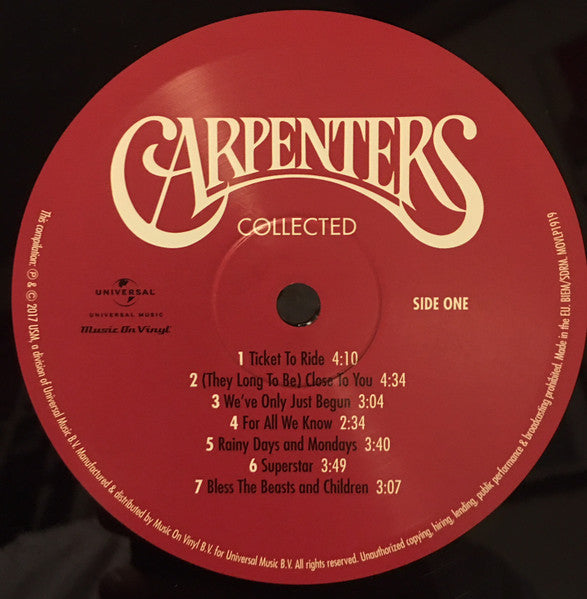 CARPENTERS
COLLECTED
UNIVERSAL
UNIVERSAL MUSIC
Music On Vinyl
SIDE ONE
1 Ticket To Ride 4:10
2 (They Long To Be) Close To You 4:34
3 We've Only Just Begun 3:04
4 For All We Know 2:34
5 Rainy Days and Mondays 3:40
6 Superstar 3:49
7 Bless The Beasts and Children 3:07
This compilation: ℗ & © 2017 USM, a division of Universal Music B.V. Manufactured & distributed by Music On Vinyl B.V. for Universal Music B.V. All rights reserved. Unauthorized copying, hiring, lending, public performance & broadcasting prohibited. Made in the EU. BIEM/SDRM. MOVLP1919